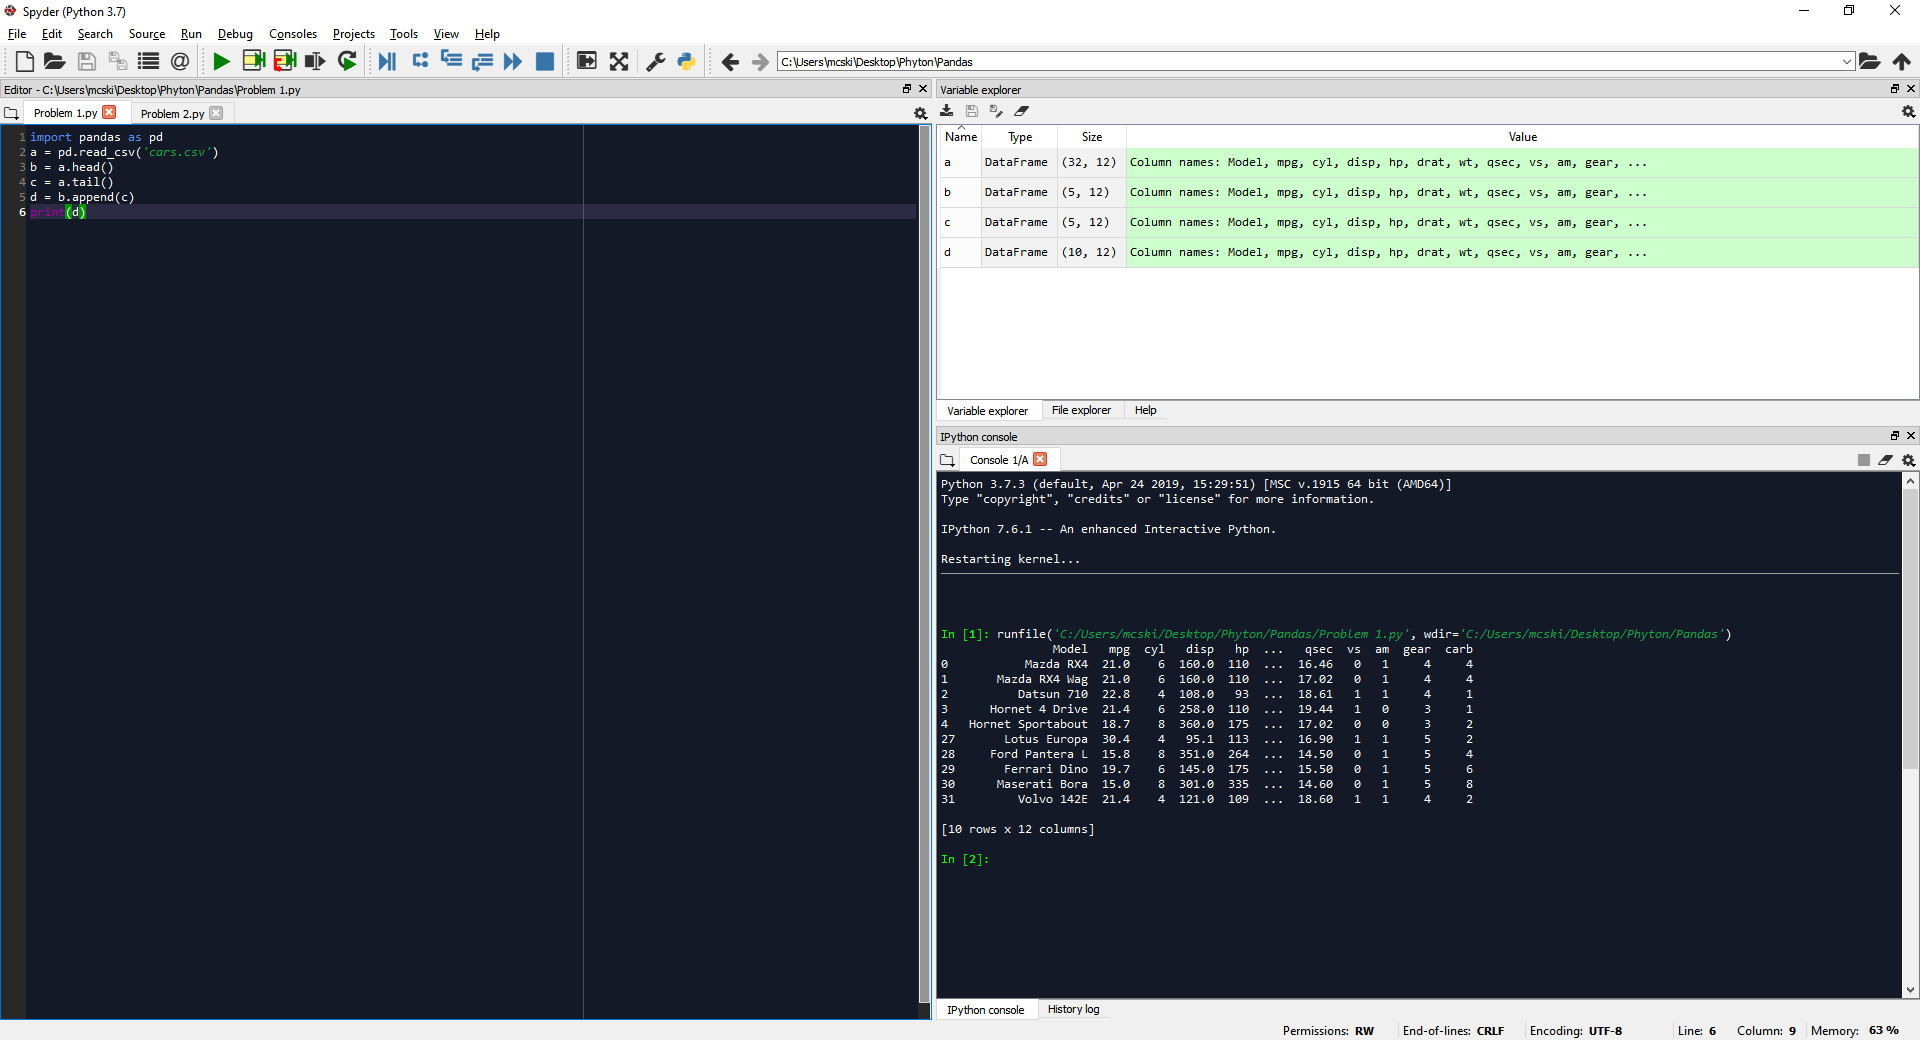 Spyder (Python 3.7)
File Edit Search Source Run Debug Consoles Projects Tools View Help
C:\Users\mcski\Desktop\Phyton\Pandas
Editor - C:\Users\mcski\Desktop\Phyton\Pandas\Problem 1.py
Problem 1.py Problem 2.py
1 import pandas as pd
2 a = pd.read_csv('cars.csv')
3 b = a.head()
4 c = a.tail()
5 d = b.append(c)
6 print(d)
Variable explorer
Name Type Size Value
a DataFrame (32, 12) Column names: Model, mpg, cyl, disp, hp, drat, wt, qsec, vs, am, gear, ...
b DataFrame (5, 12) Column names: Model, mpg, cyl, disp, hp, drat, wt, qsec, vs, am, gear, ...
c DataFrame (5, 12) Column names: Model, mpg, cyl, disp, hp, drat, wt, qsec, vs, am, gear, ...
d DataFrame (10, 12) Column names: Model, mpg, cyl, disp, hp, drat, wt, qsec, vs, am, gear, ...
Variable explorer File explorer Help
IPython console
Console 1/A
Python 3.7.3 (default, Apr 24 2019, 15:29:51) [MSC v.1915 64 bit (AMD64)]
Type "copyright", "credits" or "license" for more information.
IPython 7.6.1 -- An enhanced Interactive Python.
Restarting kernel...
In [1]: runfile('C:/Users/mcski/Desktop/Phyton/Pandas/Problem 1.py', wdir='C:/Users/mcski/Desktop/Phyton/Pandas')
Model mpg cyl disp hp ... qsec vs am gear carb
0 Mazda RX4 21.0 6 160.0 110 ... 16.46 0 1 4 4
1 Mazda RX4 Wag 21.0 6 160.0 110 ... 17.02 0 1 4 4
2 Datsun 710 22.8 4 108.0 93 ... 18.61 1 1 4 1
3 Hornet 4 Drive 21.4 6 258.0 110 ... 19.44 1 0 3 1
4 Hornet Sportabout 18.7 8 360.0 175 ... 17.02 0 0 3 2
27 Lotus Europa 30.4 4 95.1 113 ... 16.90 1 1 5 2
28 Ford Pantera L 15.8 8 351.0 264 ... 14.50 0 1 5 4
29 Ferrari Dino 19.7 6 145.0 175 ... 15.50 0 1 5 6
30 Maserati Bora 15.0 8 301.0 335 ... 14.60 0 1 5 8
31 Volvo 142E 21.4 4 121.0 109 ... 18.60 1 1 4 2
[10 rows x 12 columns]
In [2]:
IPython console History log
Permissions: RW End-of-lines: CRLF Encoding: UTF-8 Line: 6 Column: 9 Memory: 63 %